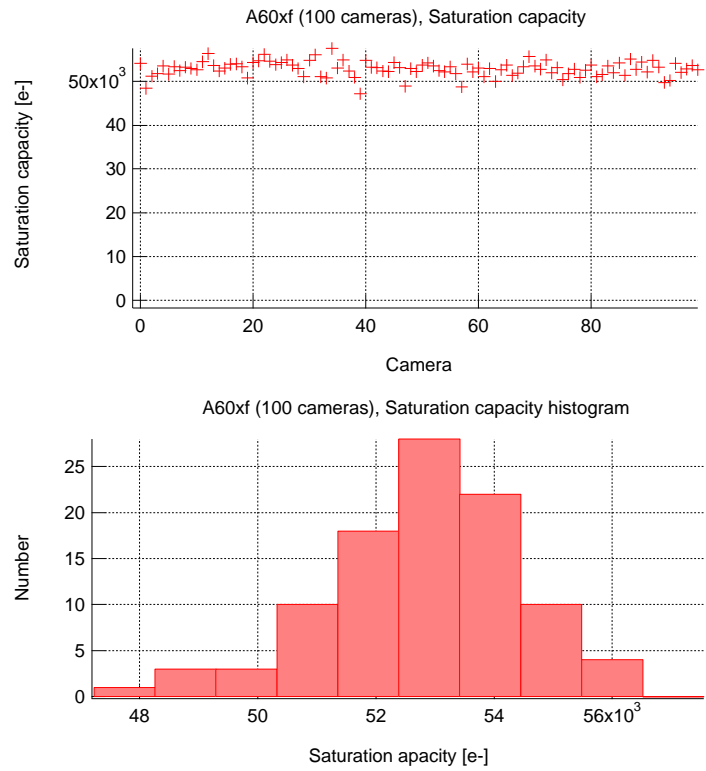 A60xf (100 cameras), Saturation capacity
Saturation capacity [e-]
50x10³
40
30
20
10
0
0 20 40 60 80
Camera
A60xf (100 cameras), Saturation capacity histogram
Number
25
20
15
10
5
0
48 50 52 54 56x10³
Saturation apacity [e-]